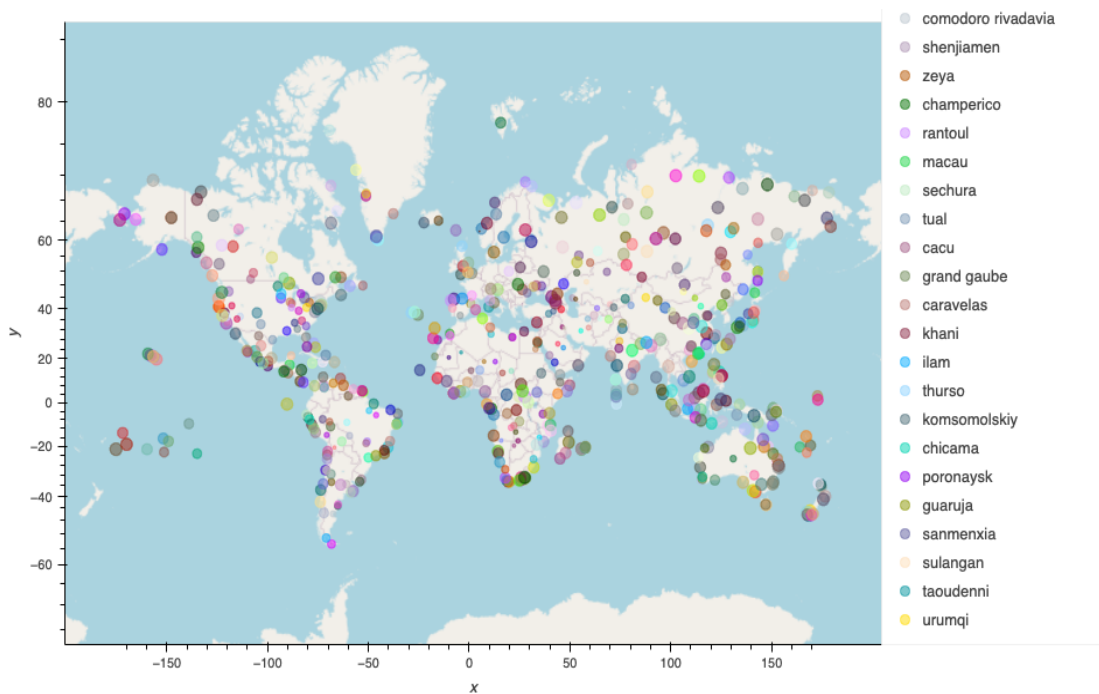 comodoro rivadavia
shenjiamen
zeya
champerico
rantoul
macau
sechura
tual
cacu
grand gaube
caravelas
khani
ilam
thurso
komsomolskiy
chicama
poronaysk
guaruja
sanmenxia
sulangan
taoudenni
urumqi
80
60
40
20
0
−20
−40
−60
y
−150 −100 −50 0 50 100 150
x